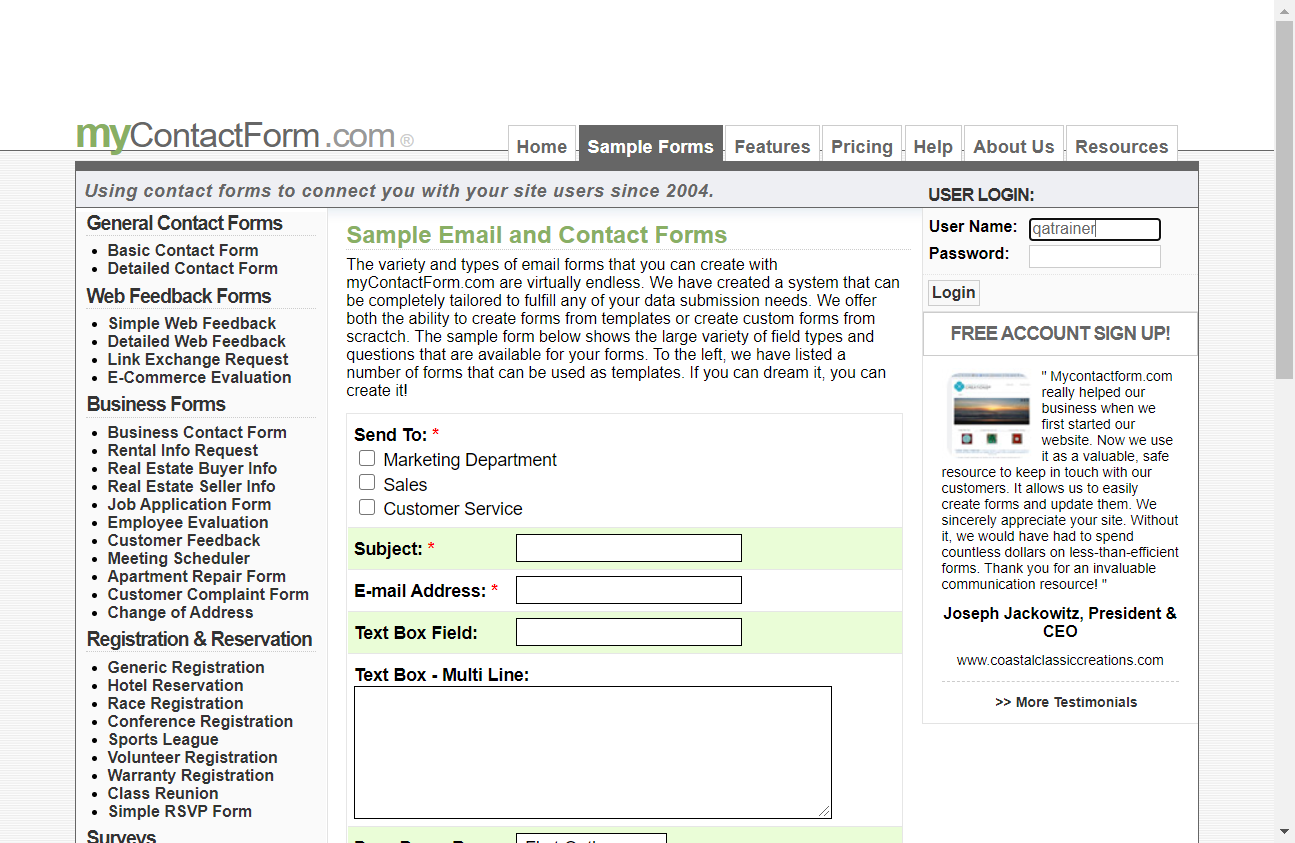 myContactForm.com ®
Home
Sample Forms
Features
Pricing
Help
About Us
Resources
Using contact forms to connect you with your site users since 2004.
USER LOGIN:
General Contact Forms
Basic Contact Form
Detailed Contact Form
Web Feedback Forms
Simple Web Feedback
Detailed Web Feedback
Link Exchange Request
E-Commerce Evaluation
Business Forms
Business Contact Form
Rental Info Request
Real Estate Buyer Info
Real Estate Seller Info
Job Application Form
Employee Evaluation
Customer Feedback
Meeting Scheduler
Apartment Repair Form
Customer Complaint Form
Change of Address
Registration & Reservation
Generic Registration
Hotel Reservation
Race Registration
Conference Registration
Sports League
Volunteer Registration
Warranty Registration
Class Reunion
Simple RSVP Form
Surveys
Sample Email and Contact Forms
The variety and types of email forms that you can create with
myContactForm.com are virtually endless. We have created a system that can
be completely tailored to fulfill any of your data submission needs. We offer
both the ability to create forms from templates or create custom forms from
scractch. The sample form below shows the large variety of field types and
questions that are available for your forms. To the left, we have listed a
number of forms that can be used as templates. If you can dream it, you can
create it!
Send To: *
Marketing Department
Sales
Customer Service
Subject: *
E-mail Address: *
Text Box Field:
Text Box - Multi Line:
User Name: qatrainer
Password:
Login
FREE ACCOUNT SIGN UP!
" Mycontactform.com
really helped our
business when we
first started our
website. Now we use
it as a valuable, safe
resource to keep in touch with our
customers. It allows us to easily
create forms and update them. We
sincerely appreciate your site. Without
it, we would have had to spend
countless dollars on less-than-efficient
forms. Thank you for an invaluable
communication resource! "
Joseph Jackowitz, President &
CEO
www.coastalclassiccreations.com
>> More Testimonials